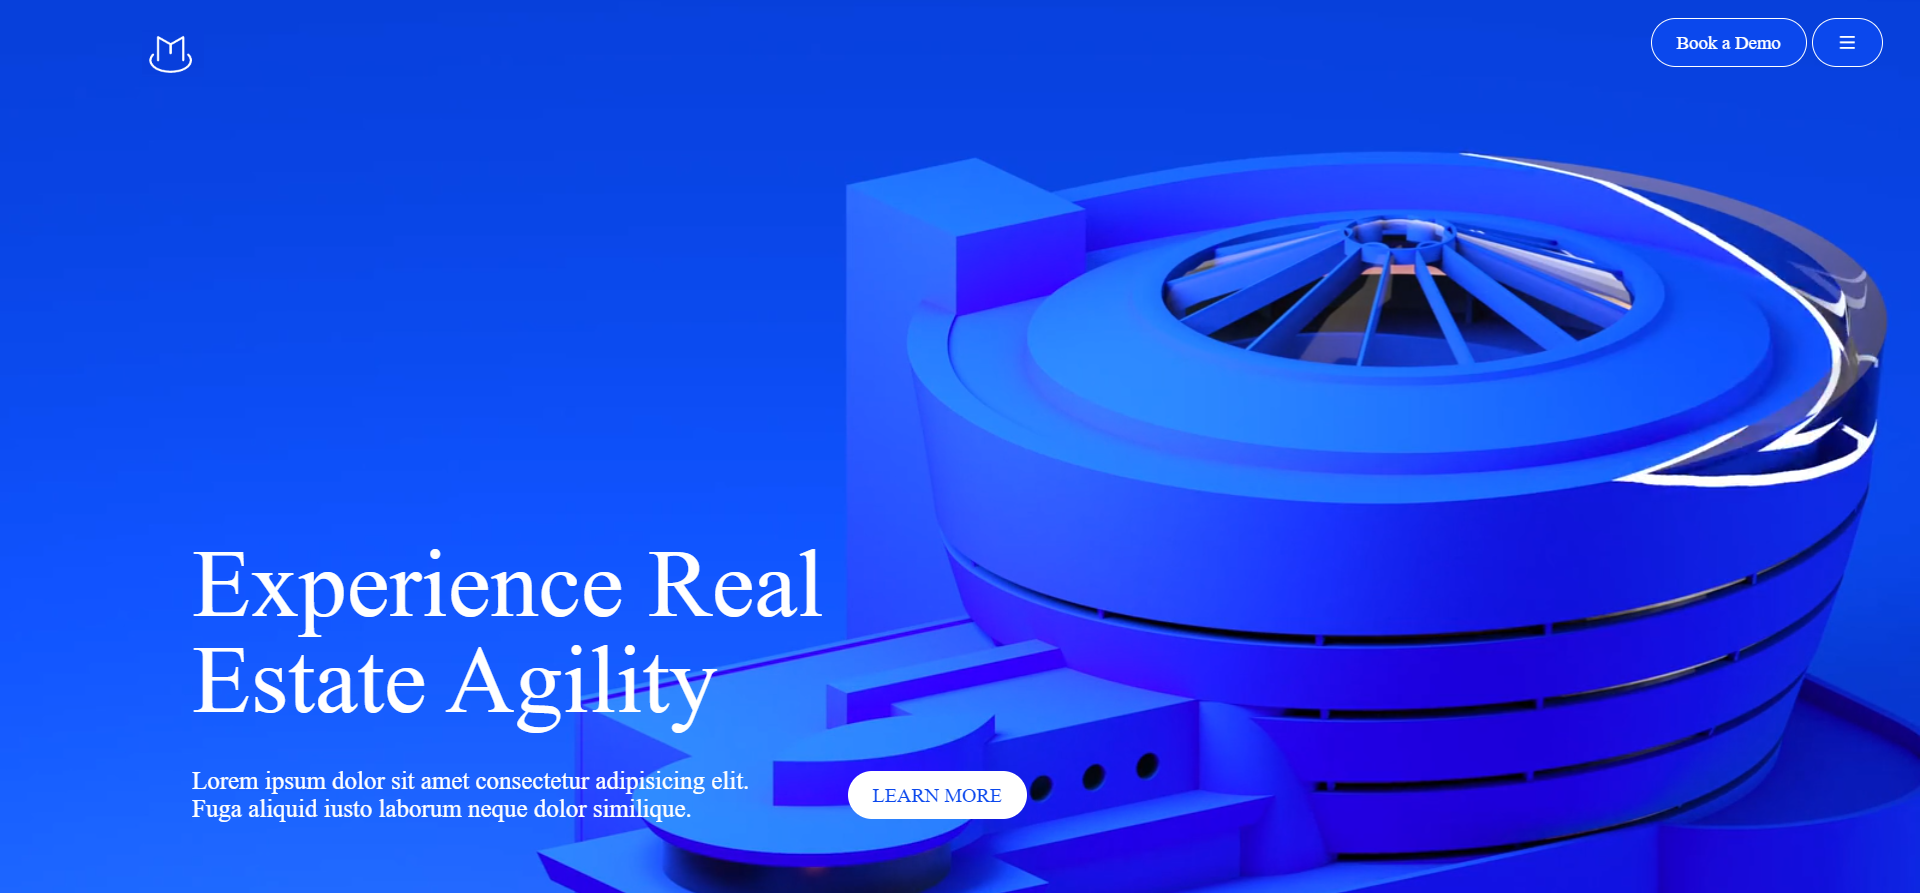 Book a Demo
Experience Real
Estate Agility
Lorem ipsum dolor sit amet consectetur adipisicing elit.
Fuga aliquid iusto laborum neque dolor similique.
LEARN MORE